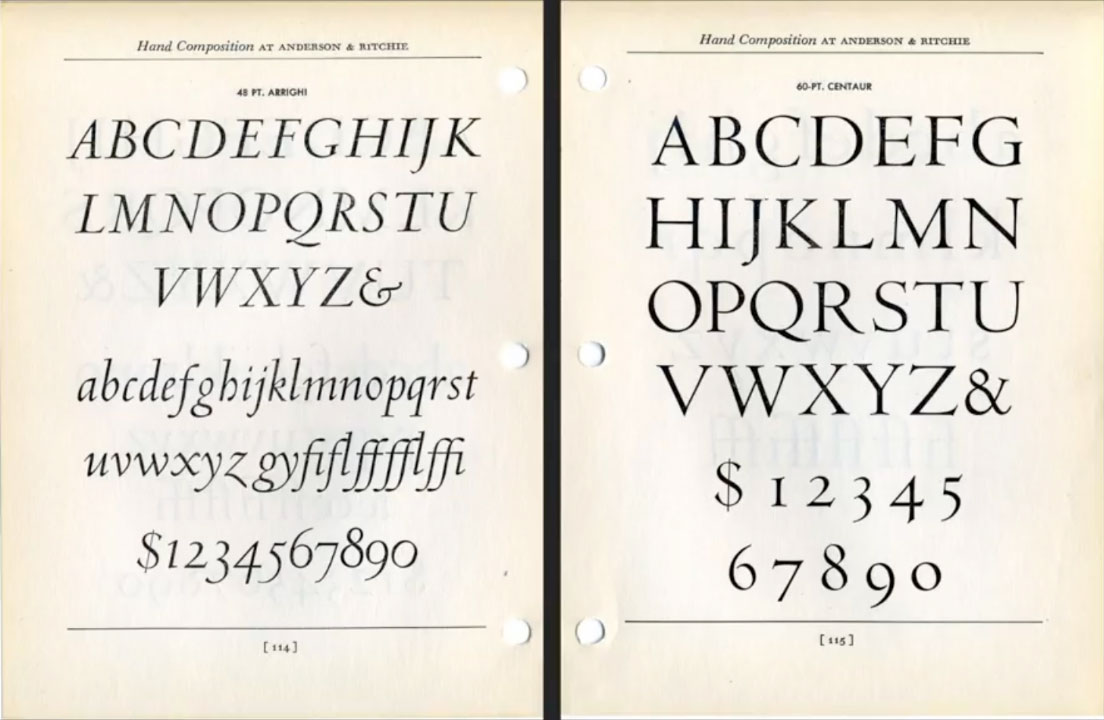 Hand Composition AT ANDERSON & RITCHIE
48 PT. ARRIGHI
ABCDEFGHIJK
LMNOPQRSTU
VWXYZ&
abcdefghijklmnopqrst
uvwxyz gyfiflfffflffi
$1234567890
[114]
Hand Composition AT ANDERSON & RITCHIE
60-PT. CENTAUR
ABCDEFG
HIJKLMN
OPQRSTU
VWXYZ&
$ 1 2 3 4 5
6 7 8 9 0
[115]